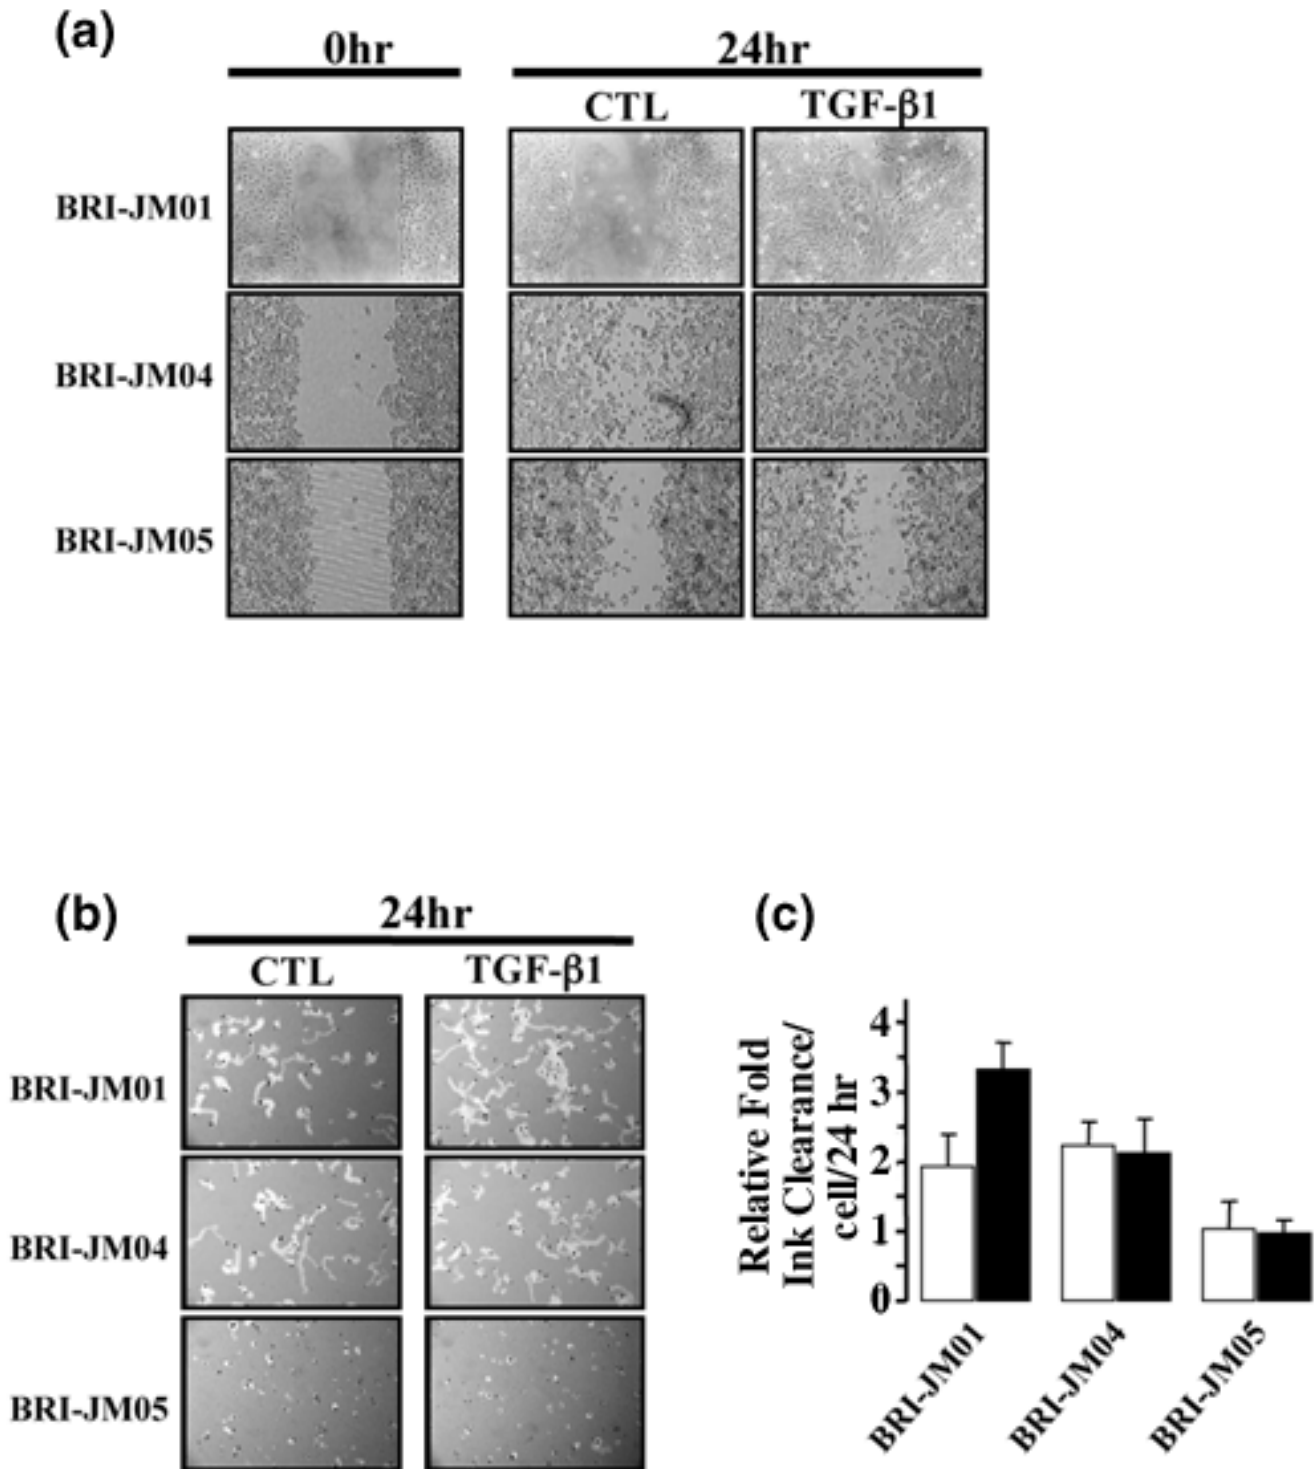 (a)
0hr
24hr
CTL
TGF-β1
BRI-JM01
BRI-JM04
BRI-JM05
(b)
24hr
CTL
TGF-β1
BRI-JM01
BRI-JM04
BRI-JM05
(c)
Relative Fold
Ink Clearance/
cell/24 hr
4
3
2
1
0
BRI-JM01
BRI-JM04
BRI-JM05